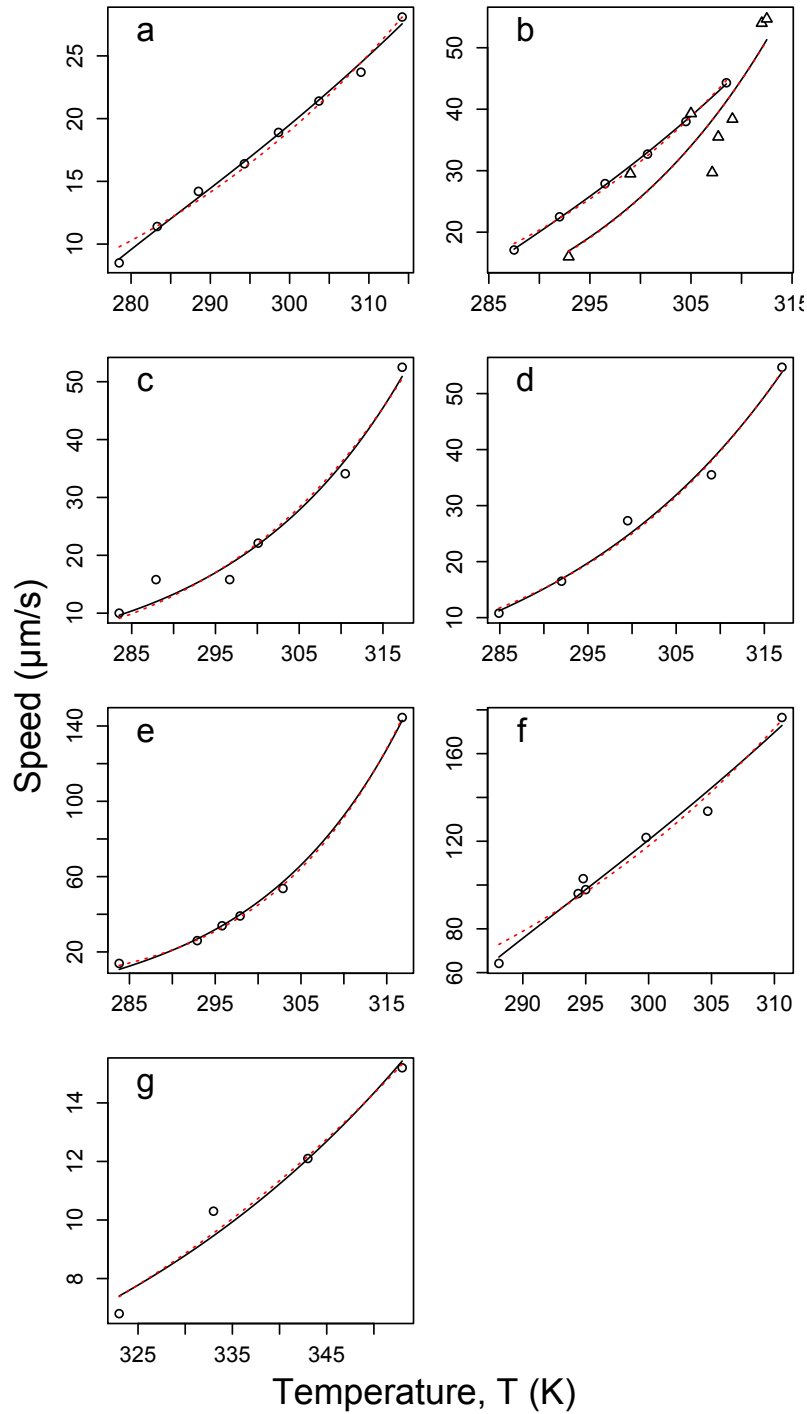 a
10 15 20 25
280 290 300 310
b
20 30 40 50
285 295 305 315
c
10 20 30 40 50
285 295 305 315
d
10 20 30 40 50
285 295 305 315
e
20 60 100 140
285 295 305 315
f
60 80 120 160
290 295 300 305 310
g
8 10 12 14
325 335 345
Speed (µm/s)
Temperature, T (K)